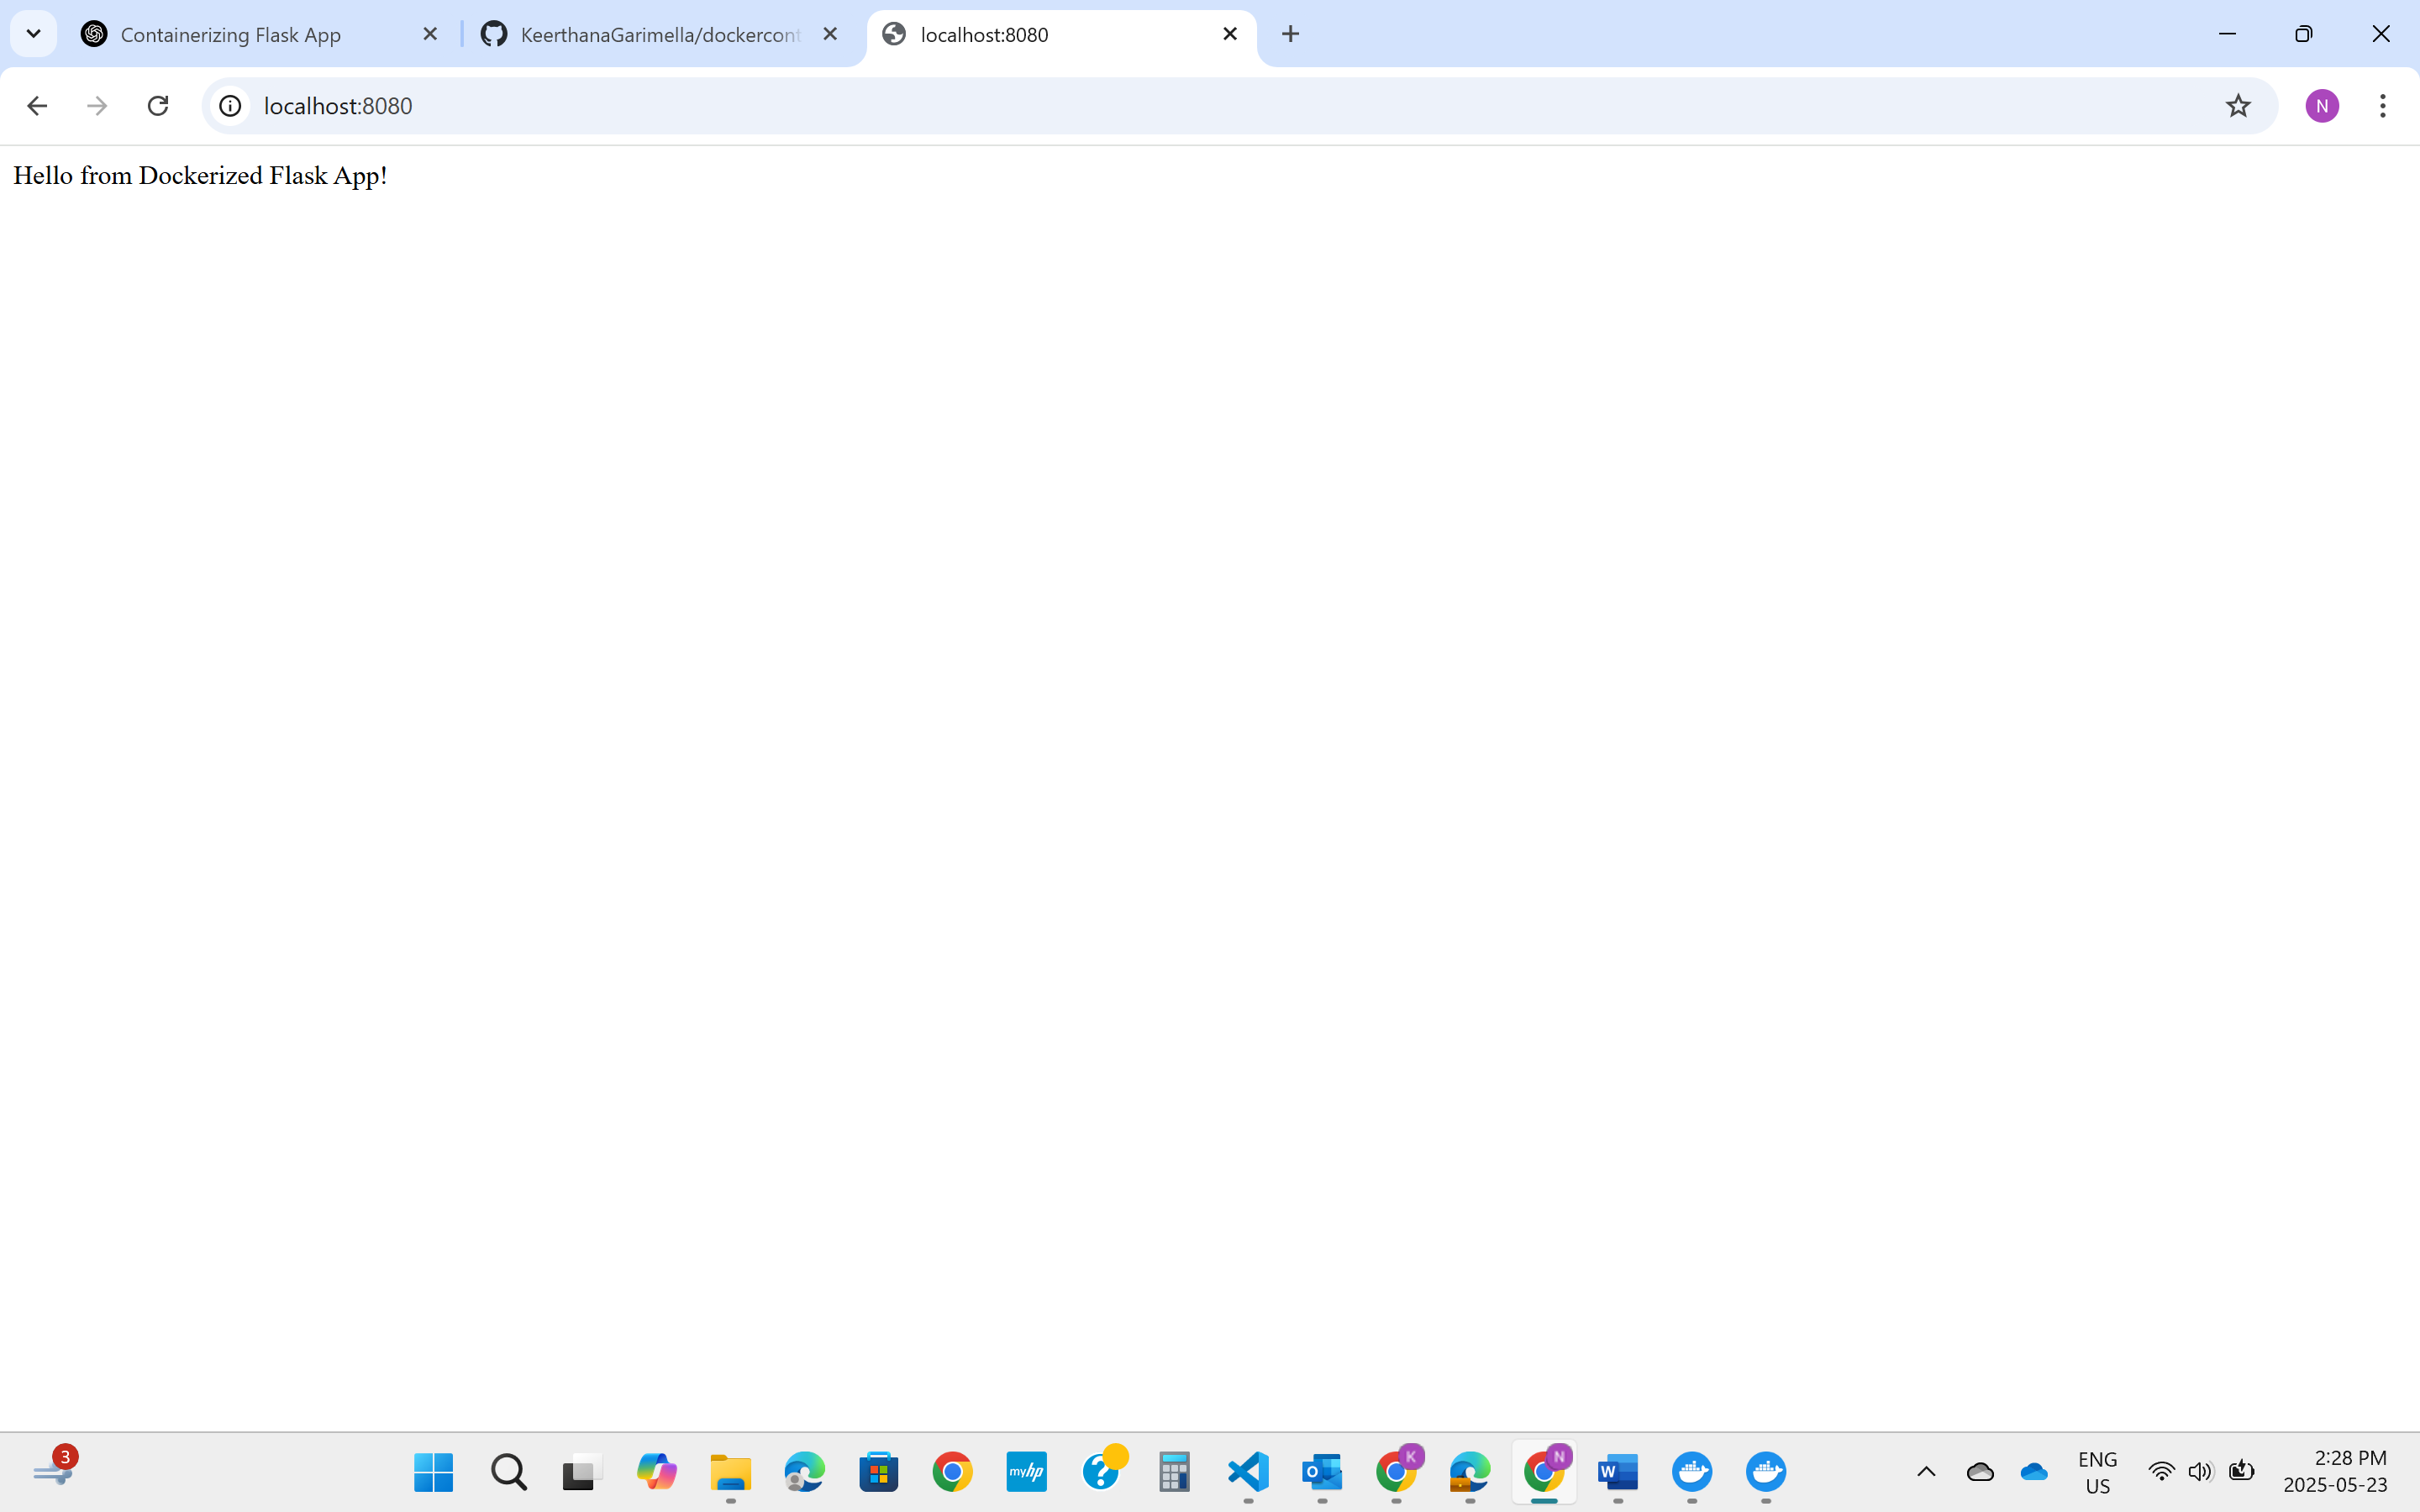 Containerizing Flask App
KeerthanaGarimella/dockercont
localhost:8080
localhost:8080
N
Hello from Dockerized Flask App!
3
myhp
K
N
ENG
US
2:28 PM
2025-05-23